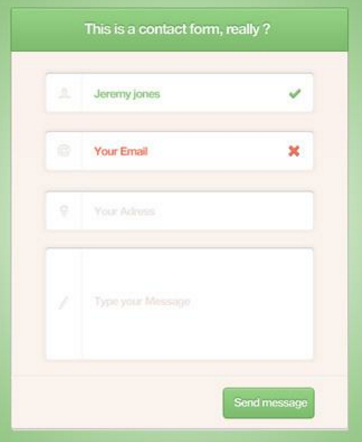 This is a contact form, really ?
Jeremy jones
Your Email
Your Adress
Type your Message
Send message